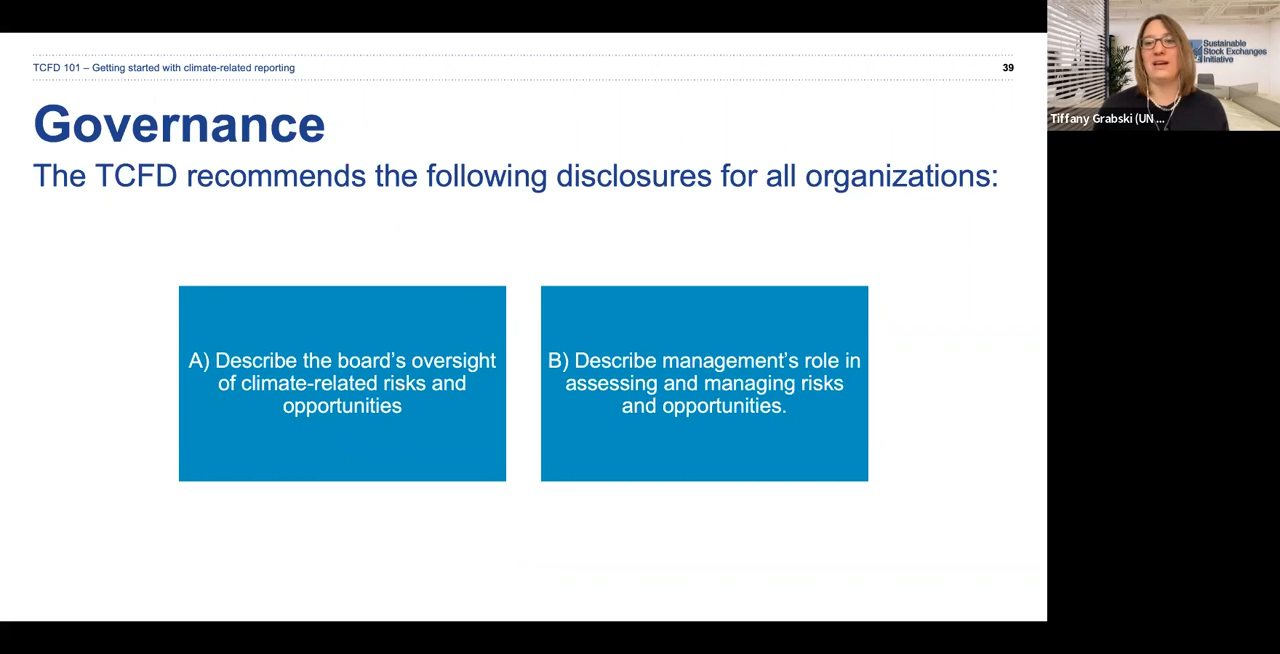 TCFD 101 – Getting started with climate-related reporting
39
Governance
The TCFD recommends the following disclosures for all organizations:
A) Describe the board’s oversight
of climate-related risks and
opportunities
B) Describe management’s role in
assessing and managing risks
and opportunities.
Sustainable
Stock Exchanges
Initiative
Tiffany Grabski (UN ...